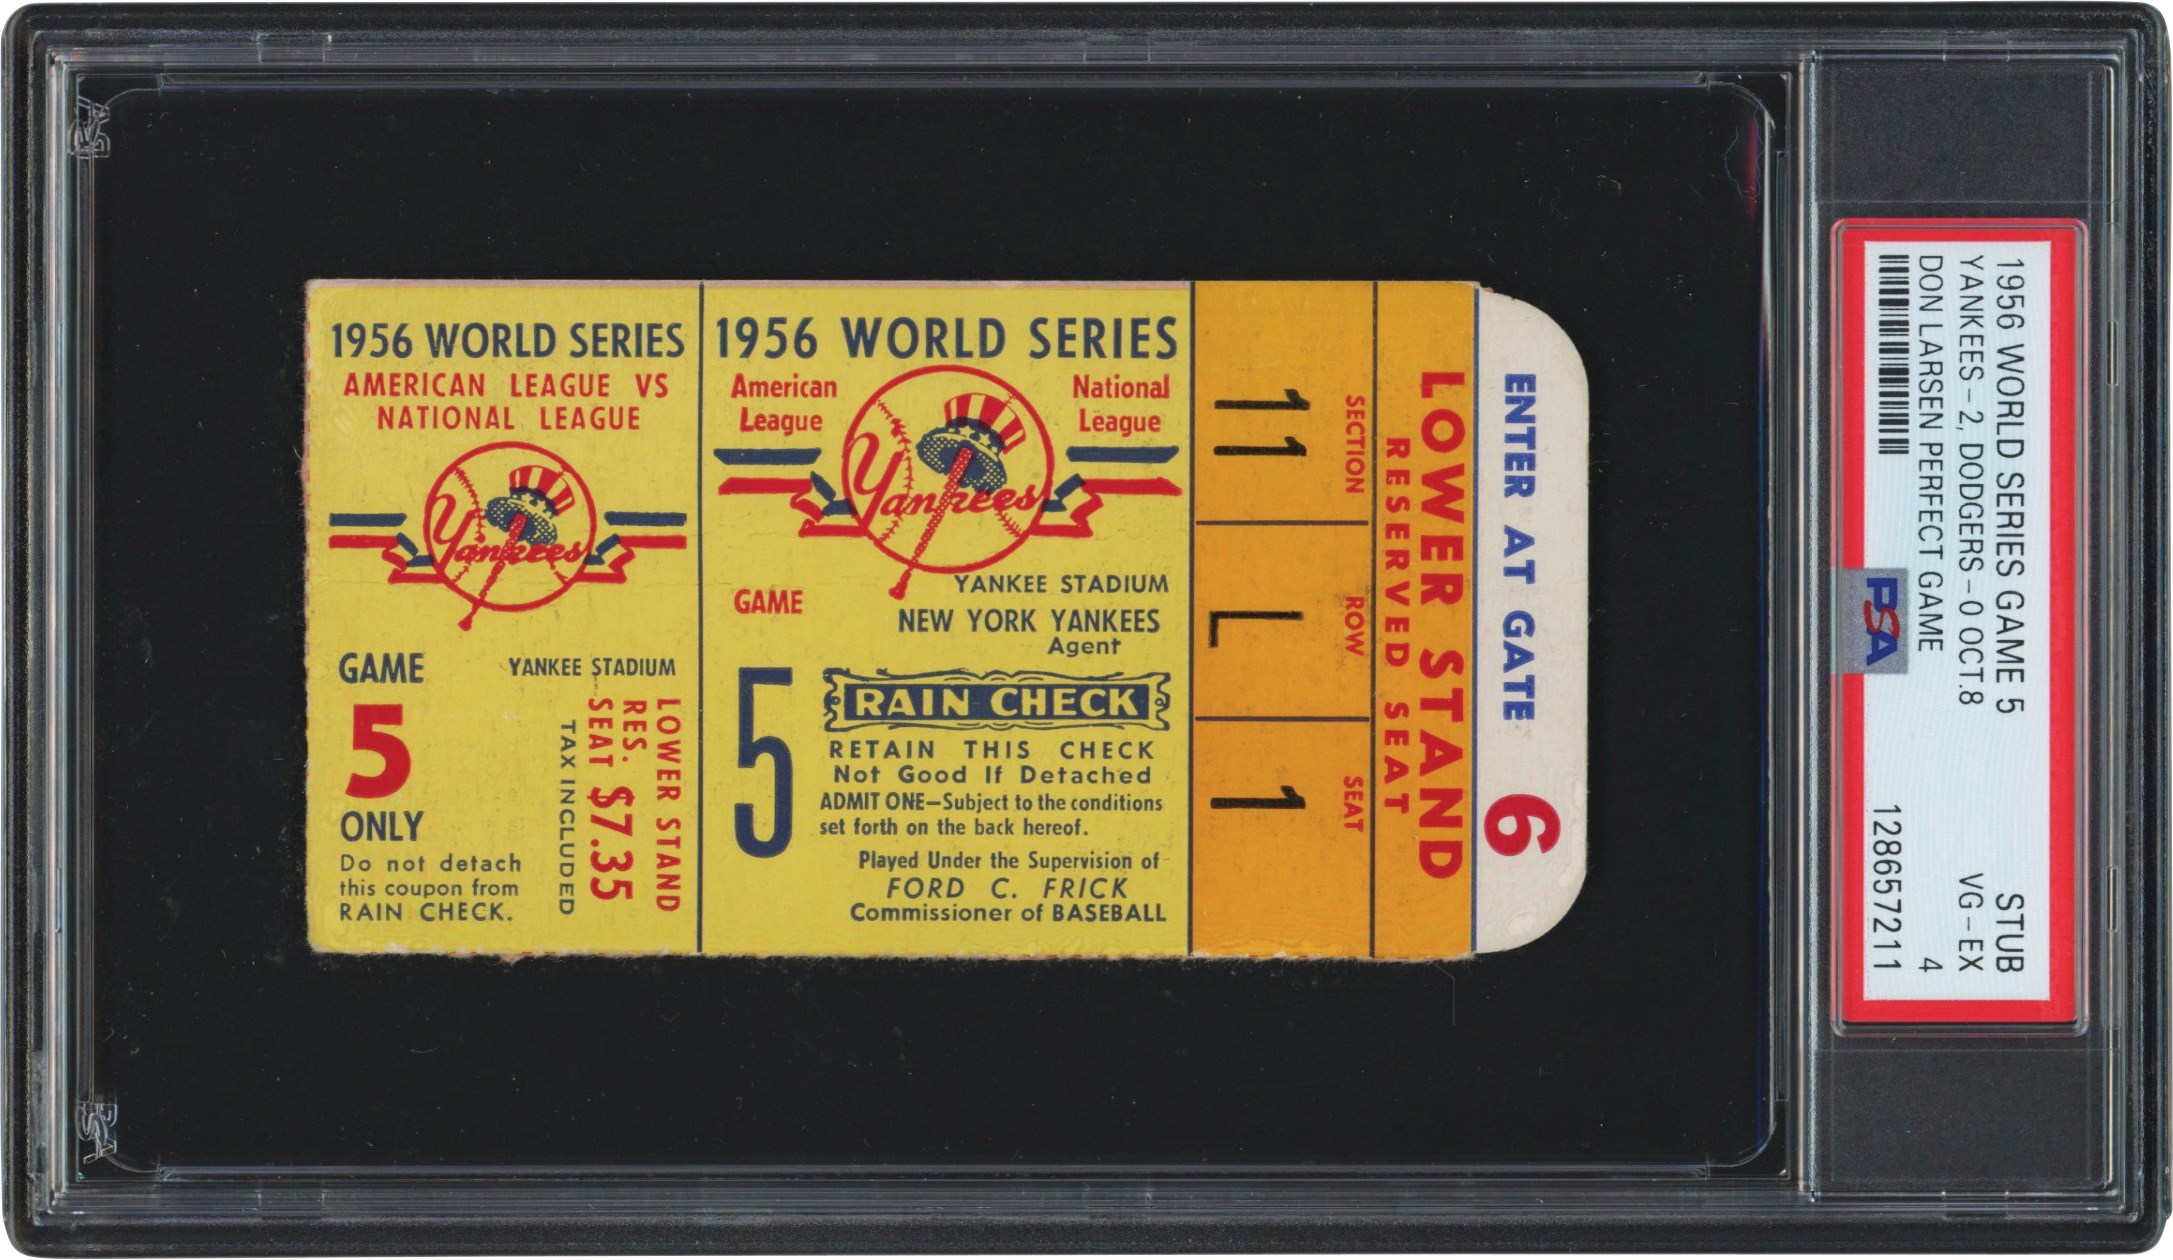 1956 WORLD SERIES
AMERICAN LEAGUE VS
NATIONAL LEAGUE
Yankees
GAME
5
ONLY
YANKEE STADIUM
Do not detach
this coupon from
RAIN CHECK.
LOWER STAND
RES.
SEAT $7.35
TAX INCLUDED
1956 WORLD SERIES
American
League
National
League
Yankees
YANKEE STADIUM
GAME
NEW YORK YANKEES
Agent
5
RAIN CHECK
RETAIN THIS CHECK
Not Good If Detached
ADMIT ONE—Subject to the conditions
set forth on the back hereof.
Played Under the Supervision of
FORD C. FRICK
Commissioner of BASEBALL
SECTION
11
ROW
L
SEAT
1
LOWER STAND
RESERVED SEAT
ENTER AT GATE 6
1956 WORLD SERIES GAME 5 STUB
YANKEES-2, DODGERS-0 OCT.8 VG-EX
DON LARSEN PERFECT GAME 4
PSA
128657211
PSA
PSA